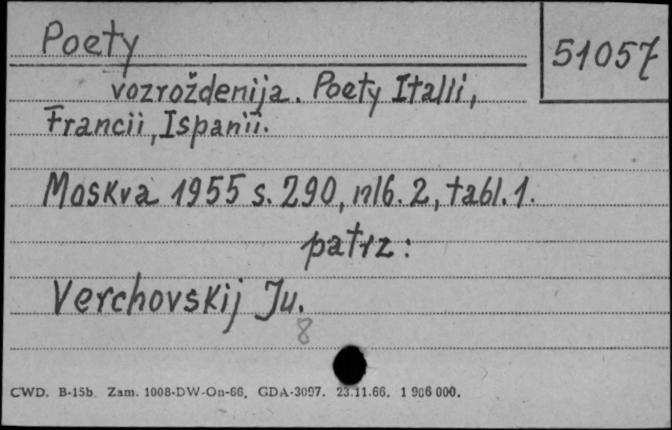 Poety
51057
vozroždenija. Poety Italli,
Francii, Ispanii.
Moskva 1955 s. 290, nlb. 2, tabl. 1.
patrz:
Verchovskij Ju.
8
CWD. B-15b. Zam. 1008-DW-On-66. GDA-3097. 23.11.66. 1 906 000.